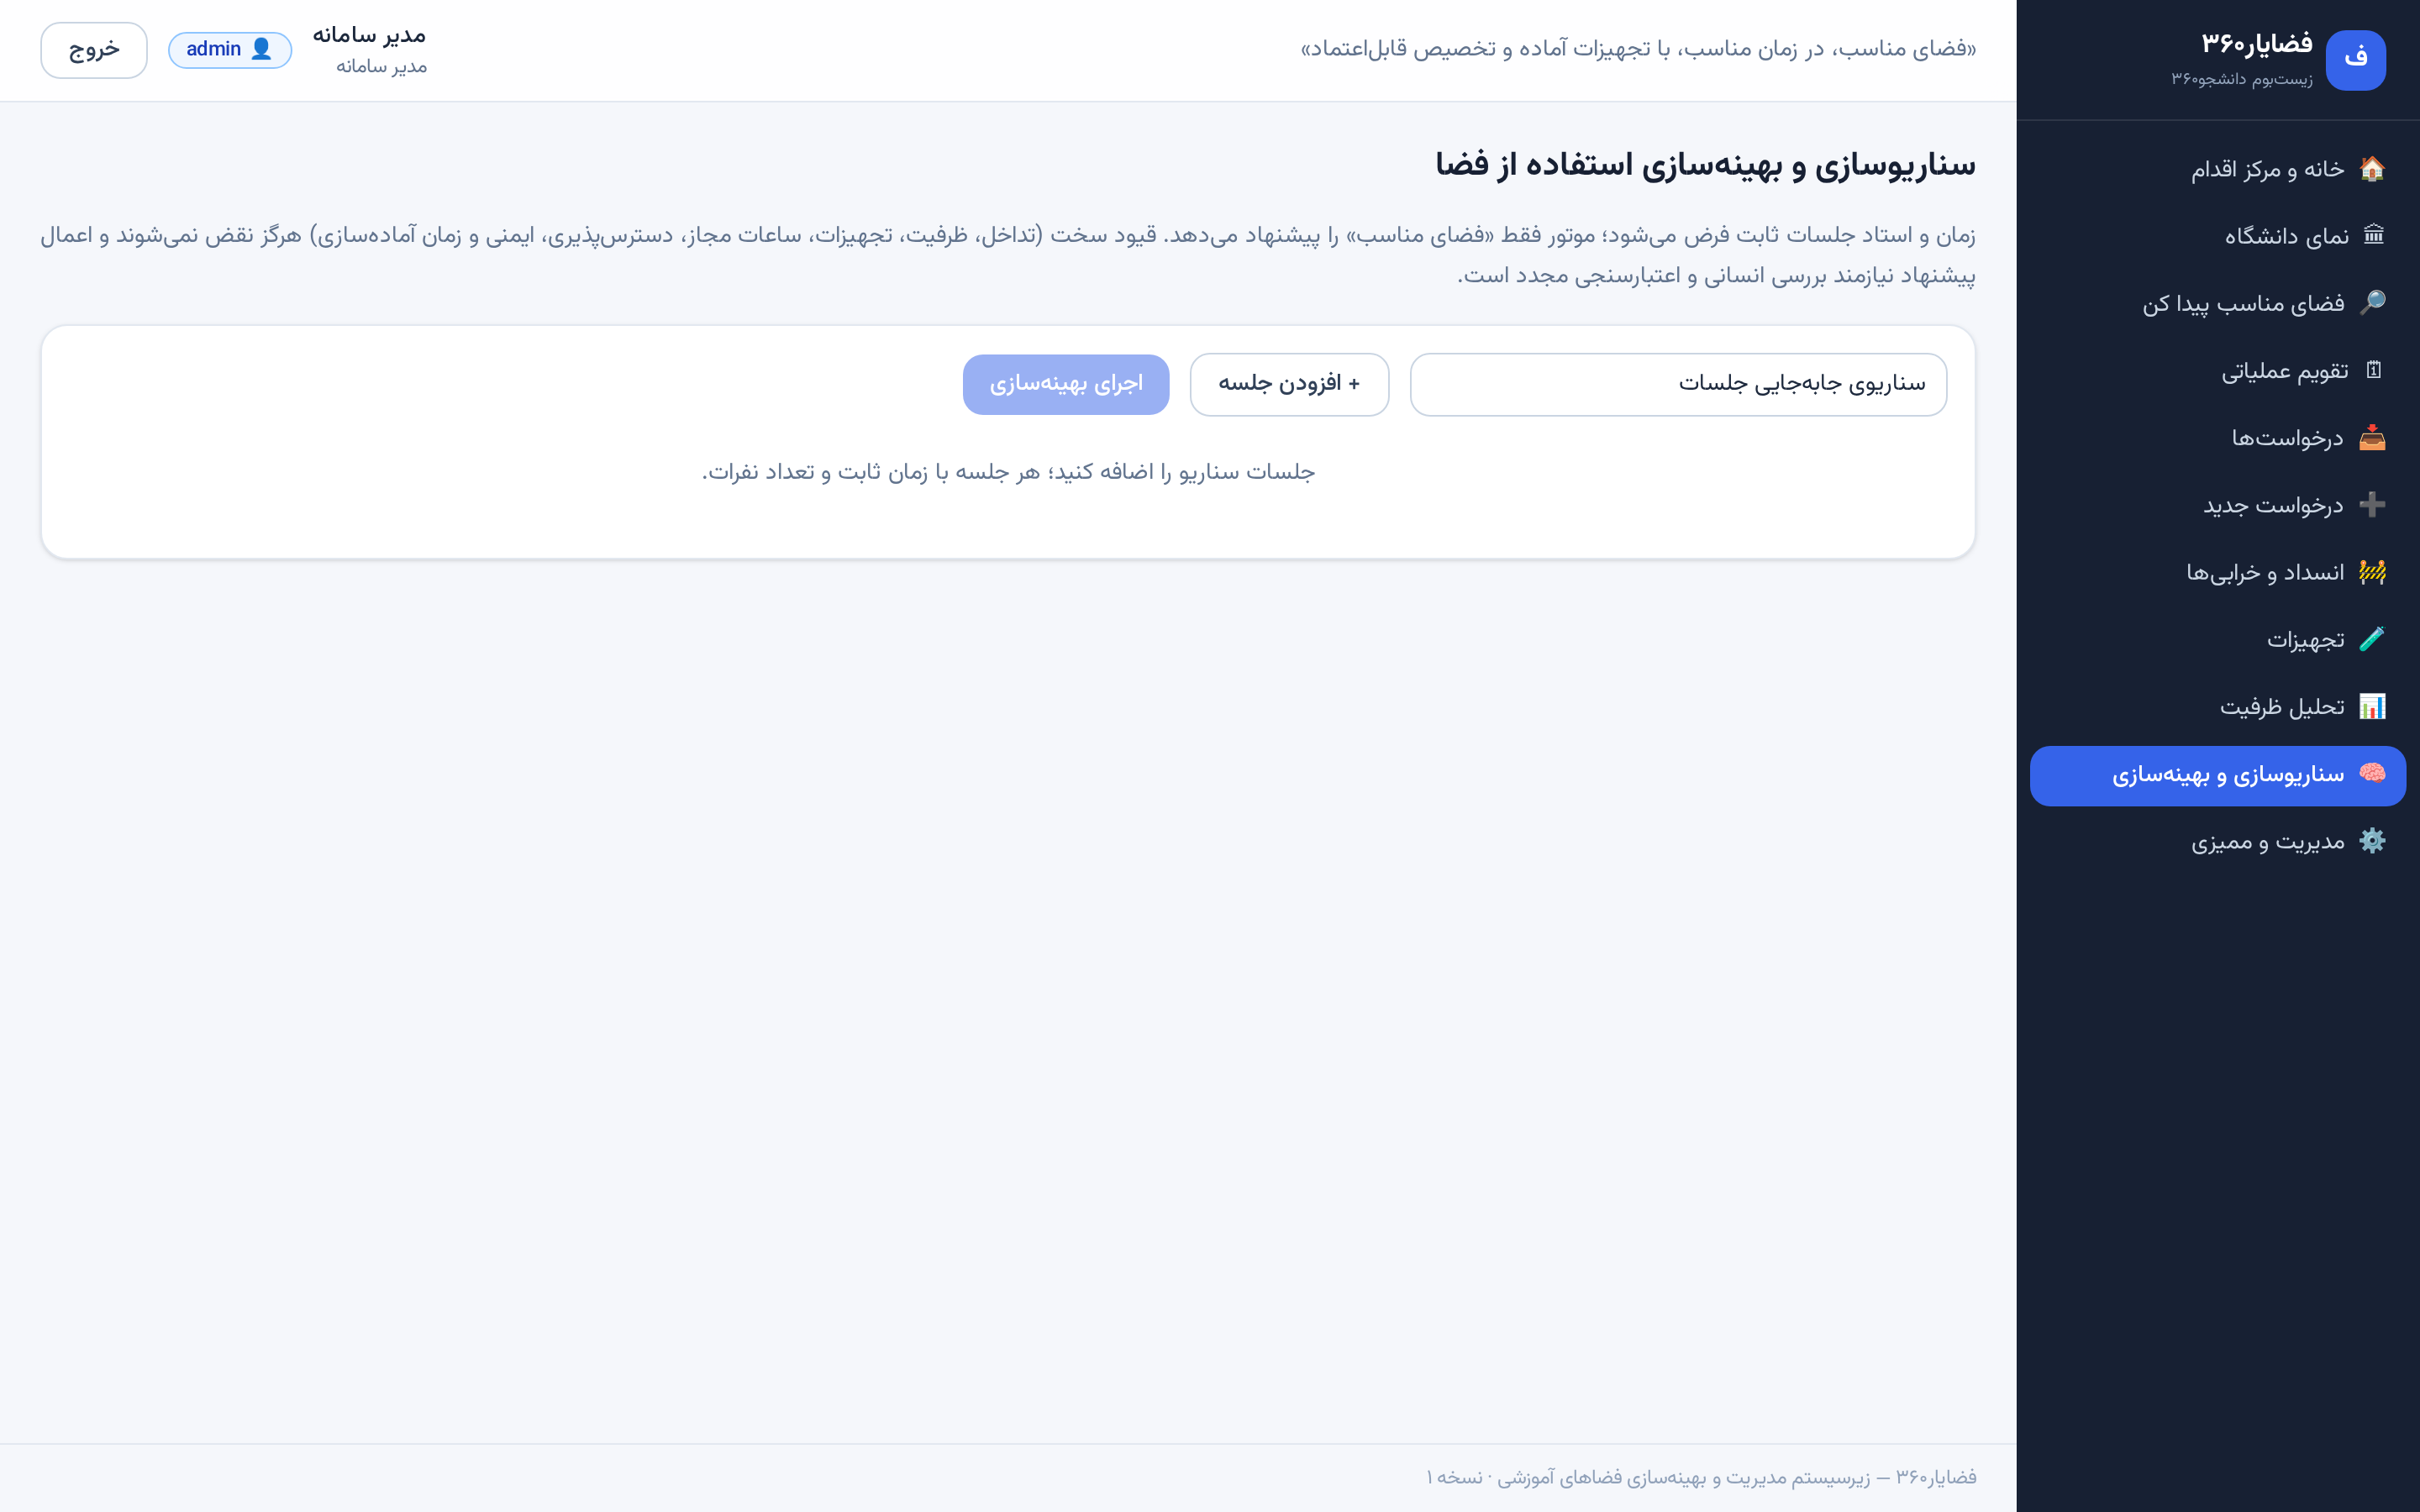 فضایار۳۶۰
زیست‌بوم دانشجو۳۶۰
ف
خانه و مرکز اقدام
نمای دانشگاه
فضای مناسب پیدا کن
تقویم عملیاتی
درخواست‌ها
درخواست جدید
انسداد و خرابی‌ها
تجهیزات
تحلیل ظرفیت
سناریوسازی و بهینه‌سازی
مدیریت و ممیزی
«فضای مناسب، در زمان مناسب، با تجهیزات آماده و تخصیص قابل‌اعتماد»
مدیر سامانه
مدیر سامانه
admin
خروج
سناریوسازی و بهینه‌سازی استفاده از فضا
زمان و استاد جلسات ثابت فرض می‌شود؛ موتور فقط «فضای مناسب» را پیشنهاد می‌دهد. قیود سخت (تداخل، ظرفیت، تجهیزات، ساعات مجاز، دسترس‌پذیری، ایمنی و زمان آماده‌سازی) هرگز نقض نمی‌شوند و اعمال
پیشنهاد نیازمند بررسی انسانی و اعتبارسنجی مجدد است.
سناریوی جابه‌جایی جلسات
+ افزودن جلسه
اجرای بهینه‌سازی
جلسات سناریو را اضافه کنید؛ هر جلسه با زمان ثابت و تعداد نفرات.
فضایار۳۶۰ — زیرسیستم مدیریت و بهینه‌سازی فضاهای آموزشی · نسخه ۱